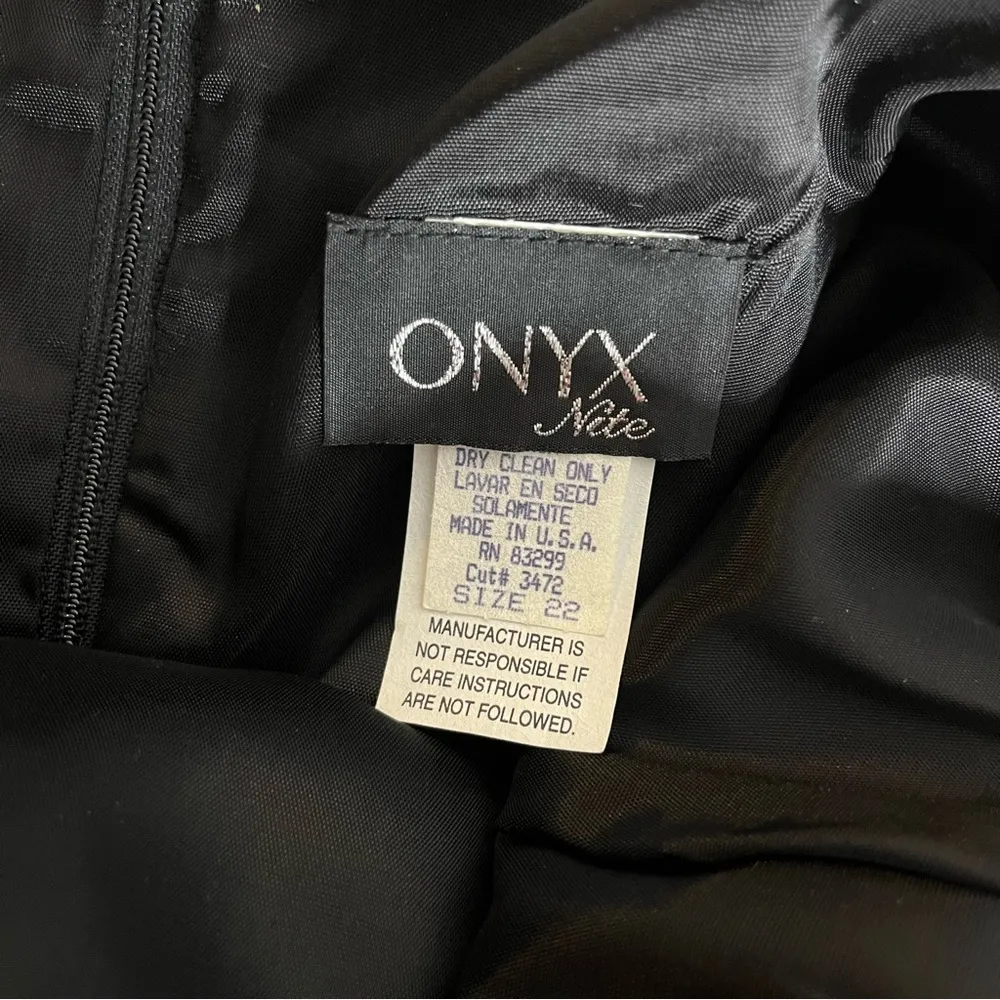 ONYX
Nite
DRY CLEAN ONLY
LAVAR EN SECO
SOLAMENTE
MADE IN U.S.A.
RN 83299
Cut# 3472
SIZE 22
MANUFACTURER IS
NOT RESPONSIBLE IF
CARE INSTRUCTIONS
ARE NOT FOLLOWED.